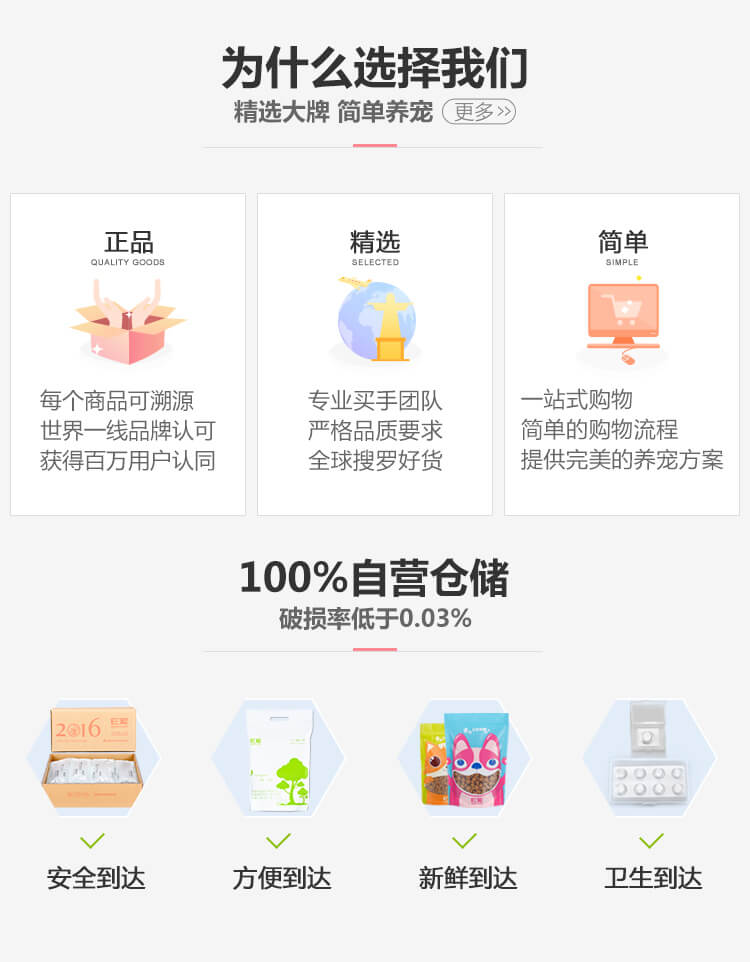 为什么选择我们
精选大牌 简单养宠 更多>>
正品
QUALITY GOODS
每个商品可溯源
世界一线品牌认可
获得百万用户认同
精选
SELECTED
专业买手团队
严格品质要求
全球搜罗好货
简单
SIMPLE
一站式购物
简单的购物流程
提供完美的养宠方案
100%自营仓储
破损率低于0.03%
2016
安全到达
方便到达
新鲜到达
卫生到达